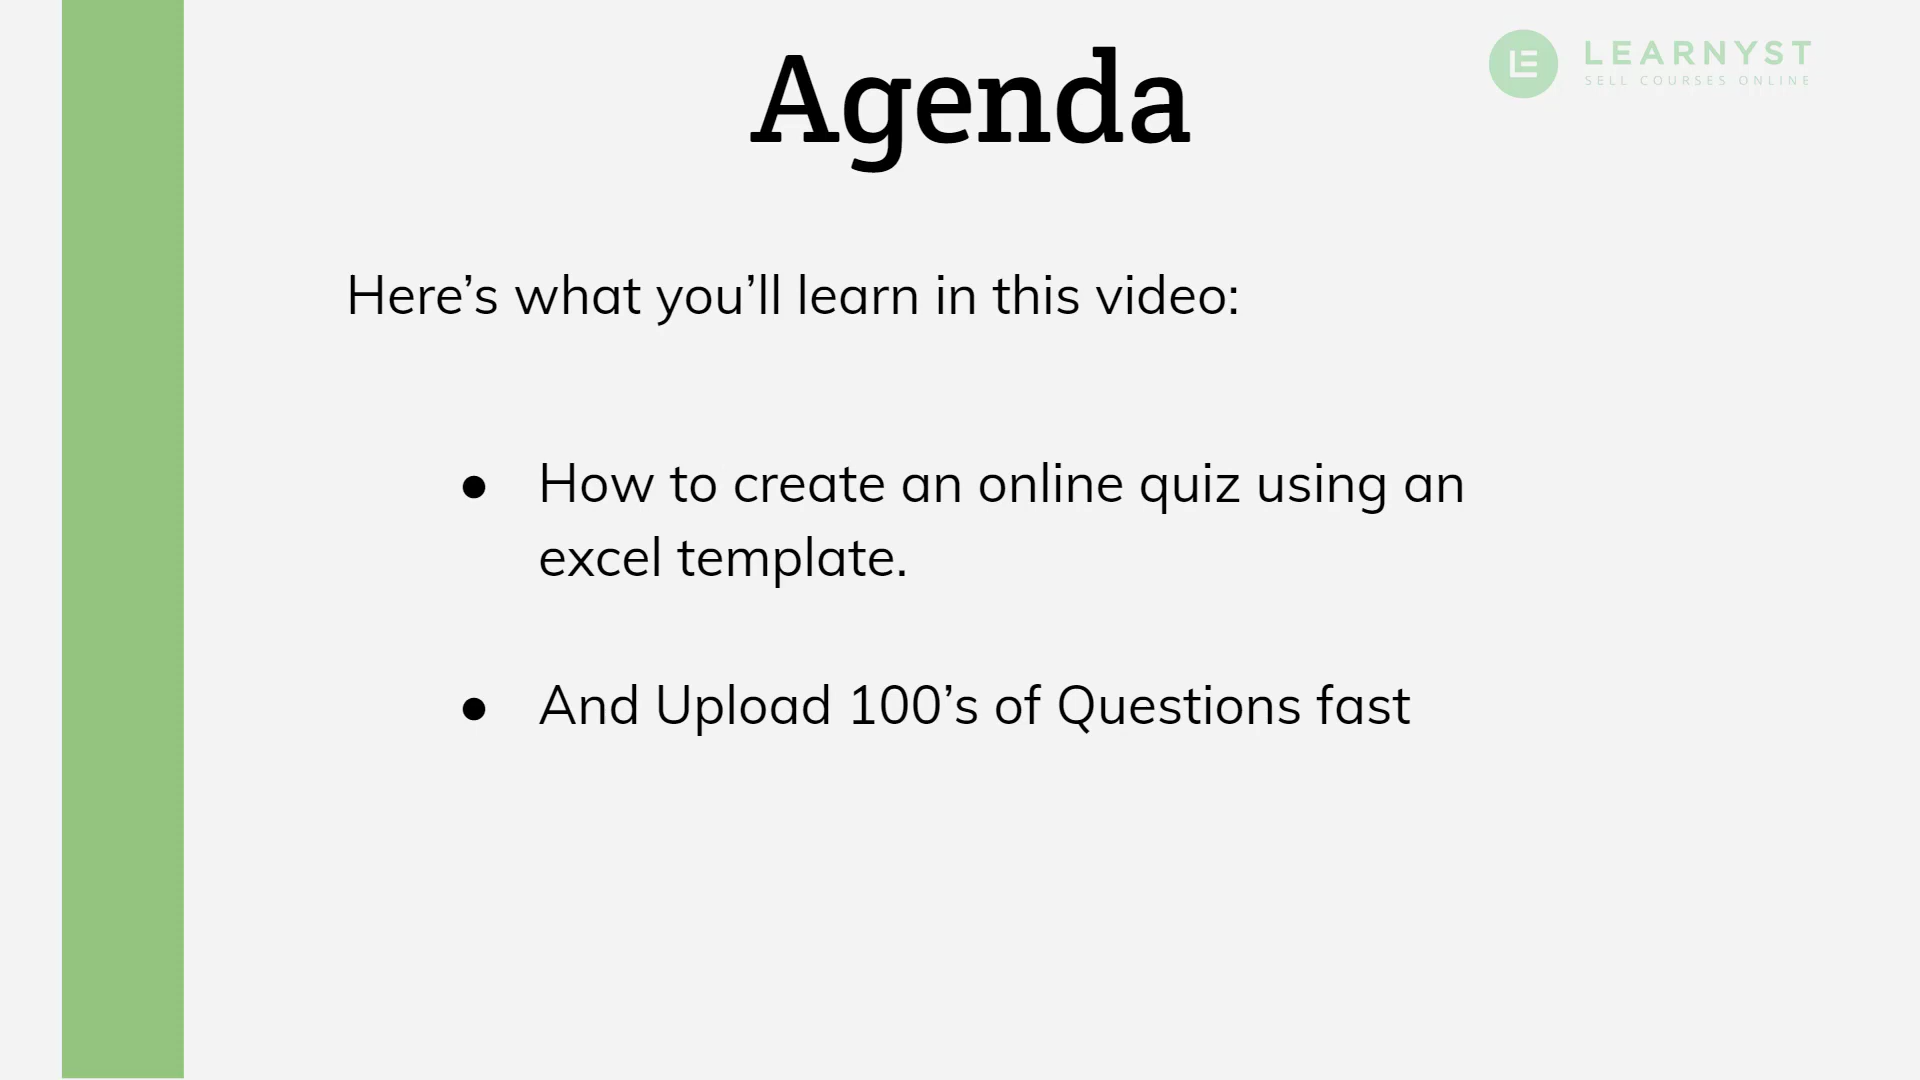 Agenda
LEARNYST
SELL COURSES ONLINE
Here’s what you’ll learn in this video:
● How to create an online quiz using an
excel template.
● And Upload 100’s of Questions fast